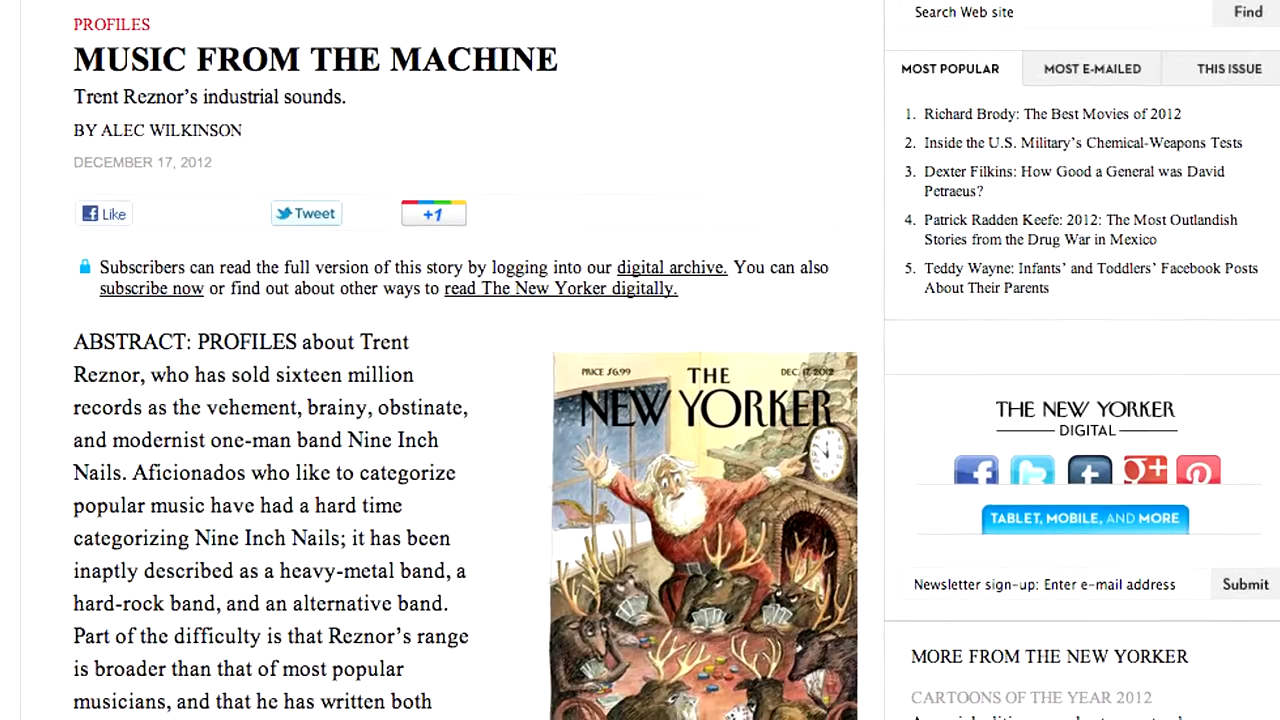 PROFILES
MUSIC FROM THE MACHINE
Trent Reznor’s industrial sounds.
BY ALEC WILKINSON
DECEMBER 17, 2012
Like
Tweet
+1
Subscribers can read the full version of this story by logging into our digital archive. You can also
subscribe now or find out about other ways to read The New Yorker digitally.
ABSTRACT: PROFILES about Trent
Reznor, who has sold sixteen million
records as the vehement, brainy, obstinate,
and modernist one-man band Nine Inch
Nails. Aficionados who like to categorize
popular music have had a hard time
categorizing Nine Inch Nails; it has been
inaptly described as a heavy-metal band, a
hard-rock band, and an alternative band.
Part of the difficulty is that Reznor’s range
is broader than that of most popular
musicians, and that he has written both
PRICE $6.99
THE
DEC. 17, 2012
NEW YORKER
Search Web site
Find
MOST POPULAR
MOST E-MAILED
THIS ISSUE
1. Richard Brody: The Best Movies of 2012
2. Inside the U.S. Military’s Chemical-Weapons Tests
3. Dexter Filkins: How Good a General was David
Petraeus?
4. Patrick Radden Keefe: 2012: The Most Outlandish
Stories from the Drug War in Mexico
5. Teddy Wayne: Infants’ and Toddlers’ Facebook Posts
About Their Parents
THE NEW YORKER
DIGITAL
TABLET, MOBILE, AND MORE
Newsletter sign-up: Enter e-mail address
Submit
MORE FROM THE NEW YORKER
CARTOONS OF THE YEAR 2012